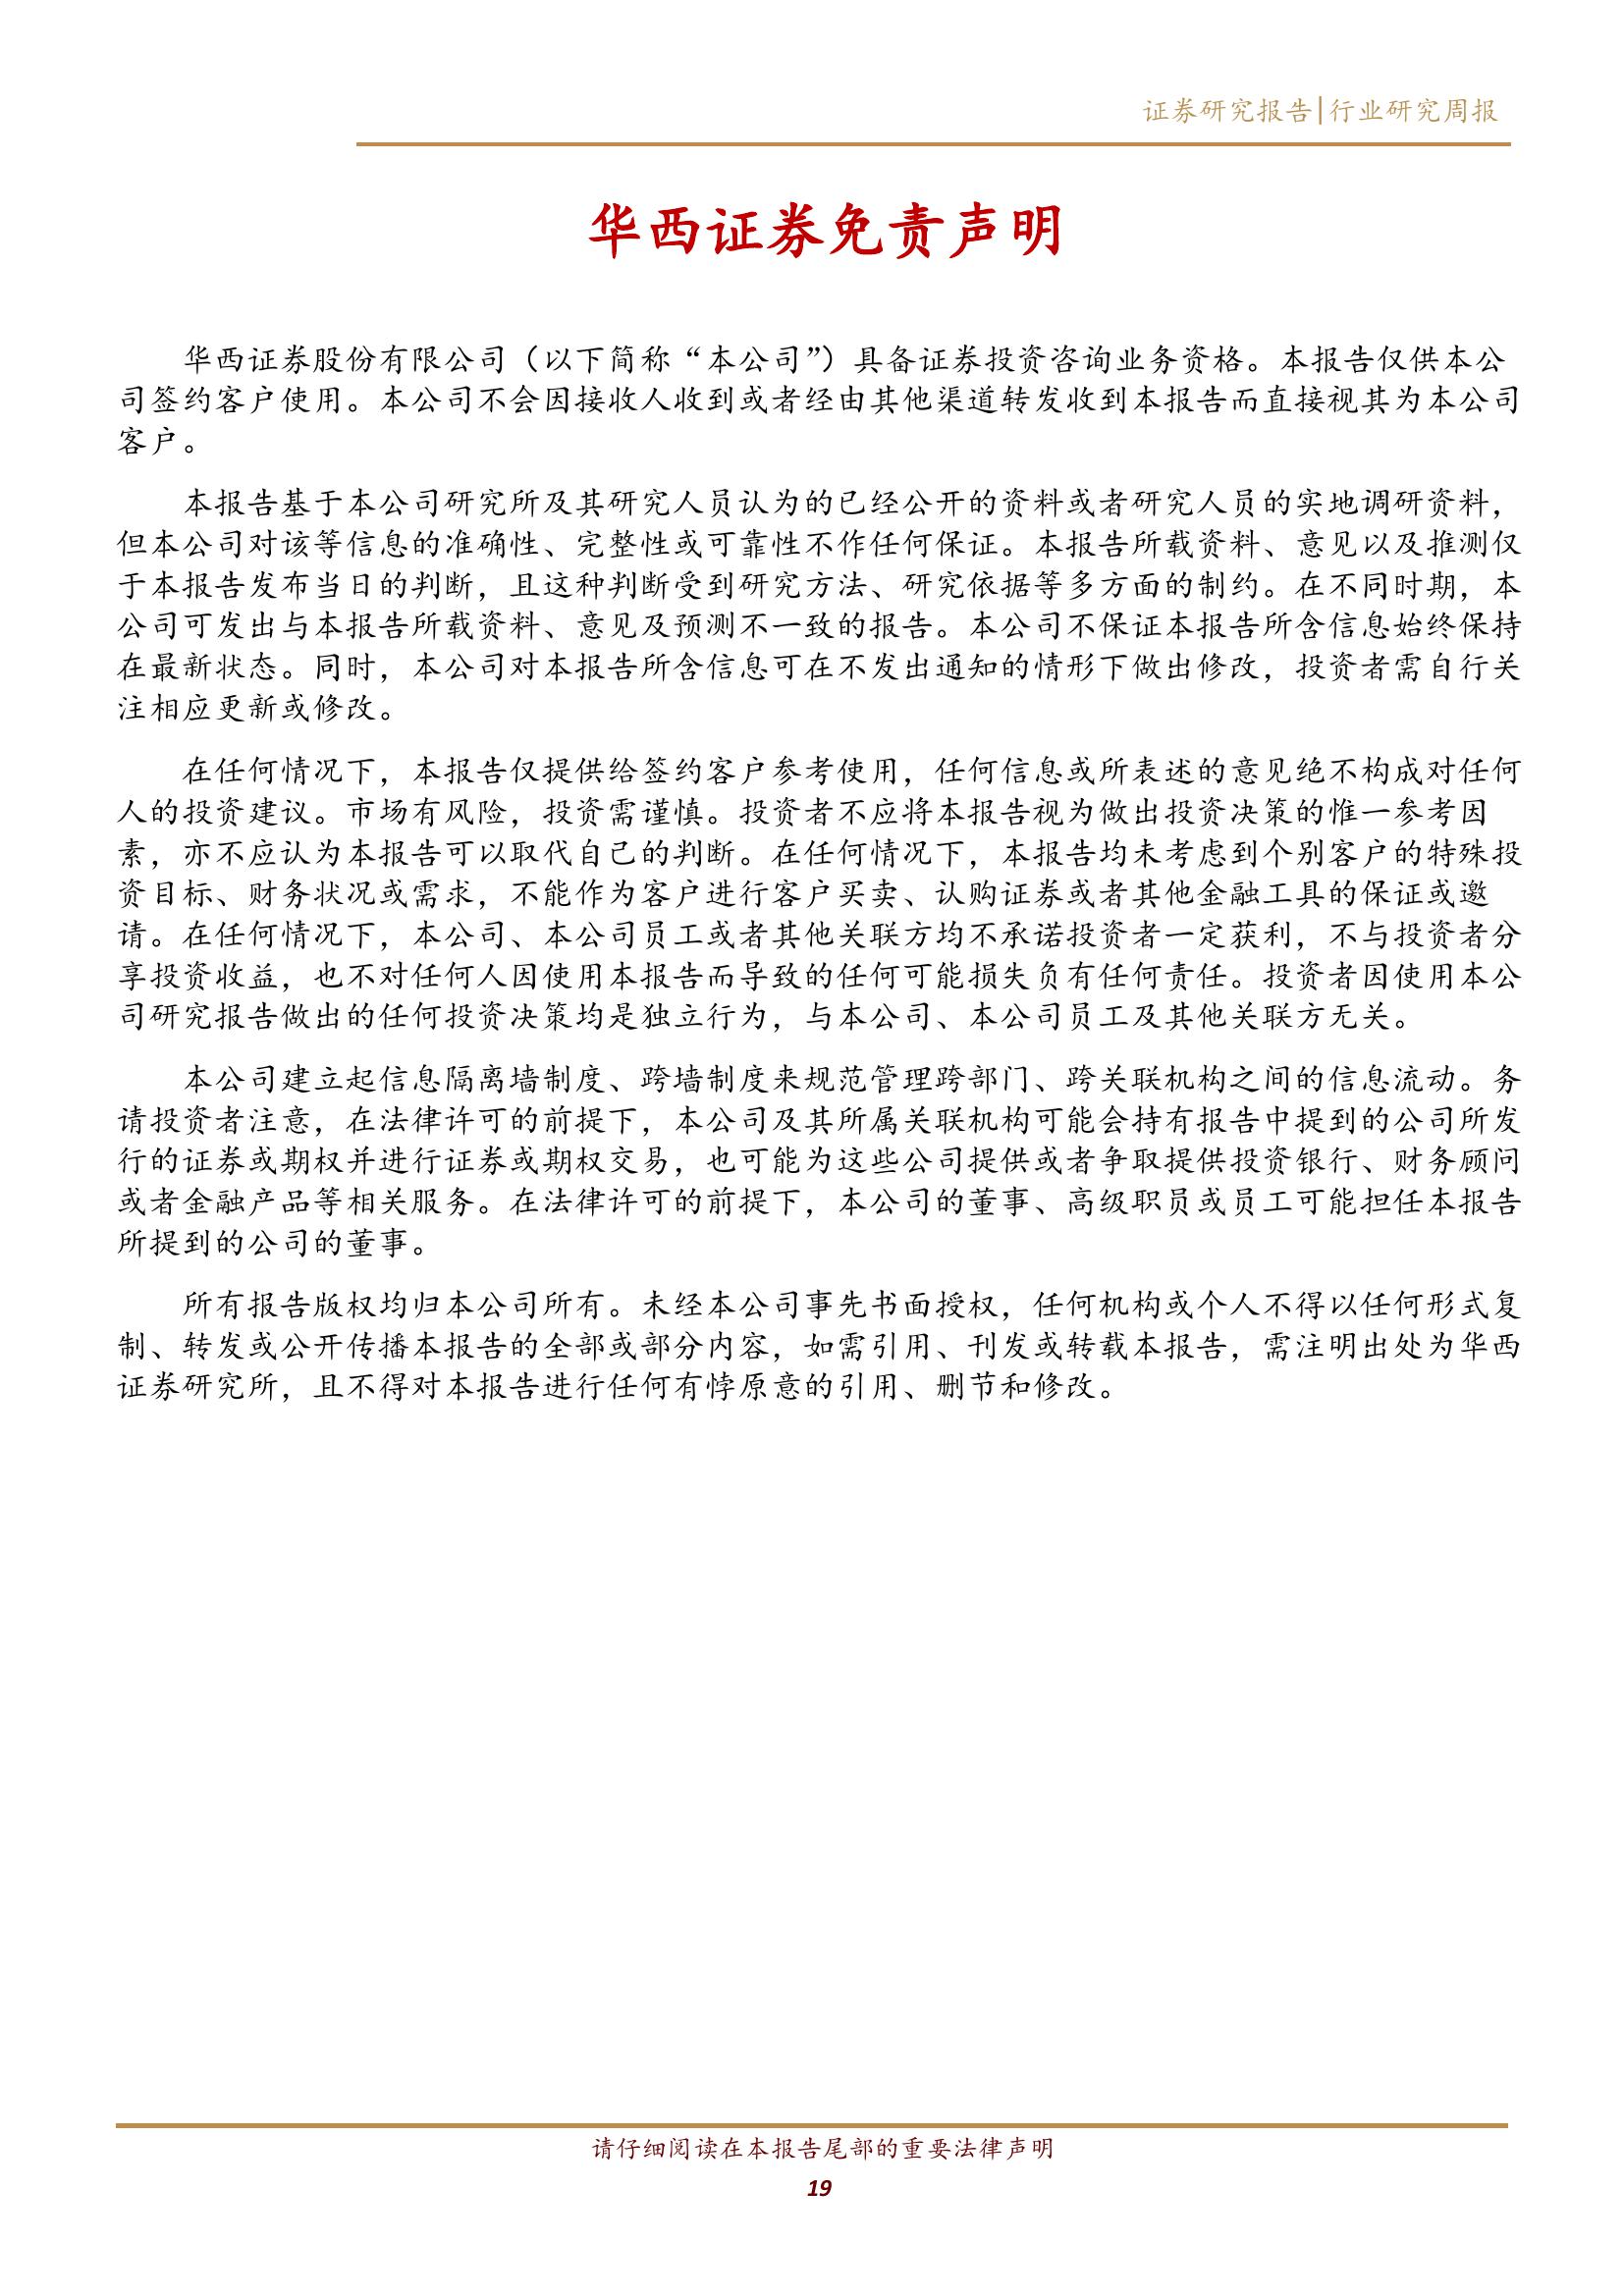 证券研究报告|行业研究周报
华西证券免责声明
华西证券股份有限公司（以下简称“本公司”）具备证券投资咨询业务资格。本报告仅供本公
司签约客户使用。本公司不会因接收人收到或者经由其他渠道转发收到本报告而直接视其为本公司
客户。
本报告基于本公司研究所及其研究人员认为的已经公开的资料或者研究人员的实地调研资料，
但本公司对该等信息的准确性、完整性或可靠性不作任何保证。本报告所载资料、意见以及推测仅
于本报告发布当日的判断，且这种判断受到研究方法、研究依据等多方面的制约。在不同时期，本
公司可发出与本报告所载资料、意见及预测不一致的报告。本公司不保证本报告所含信息始终保持
在最新状态。同时，本公司对本报告所含信息可在不发出通知的情形下做出修改，投资者需自行关
注相应更新或修改。
在任何情况下，本报告仅提供给签约客户参考使用，任何信息或所表述的意见绝不构成对任何
人的投资建议。市场有风险，投资需谨慎。投资者不应将本报告视为做出投资决策的惟一参考因
素，亦不应认为本报告可以取代自己的判断。在任何情况下，本报告均未考虑到个别客户的特殊投
资目标、财务状况或需求，不能作为客户进行客户买卖、认购证券或者其他金融工具的保证或邀
请。在任何情况下，本公司、本公司员工或者其他关联方均不承诺投资者一定获利，不与投资者分
享投资收益，也不对任何人因使用本报告而导致的任何可能损失负有任何责任。投资者因使用本公
司研究报告做出的任何投资决策均是独立行为，与本公司、本公司员工及其他关联方无关。
本公司建立起信息隔离墙制度、跨墙制度来规范管理跨部门、跨关联机构之间的信息流动。务
请投资者注意，在法律许可的前提下，本公司及其所属关联机构可能会持有报告中提到的公司所发
行的证券或期权并进行证券或期权交易，也可能为这些公司提供或者争取提供投资银行、财务顾问
或者金融产品等相关服务。在法律许可的前提下，本公司的董事、高级职员或员工可能担任本报告
所提到的公司的董事。
所有报告版权均归本公司所有。未经本公司事先书面授权，任何机构或个人不得以任何形式复
制、转发或公开传播本报告的全部或部分内容，如需引用、刊发或转载本报告，需注明出处为华西
证券研究所，且不得对本报告进行任何有悖原意的引用、删节和修改。
请仔细阅读在本报告尾部的重要法律声明
19